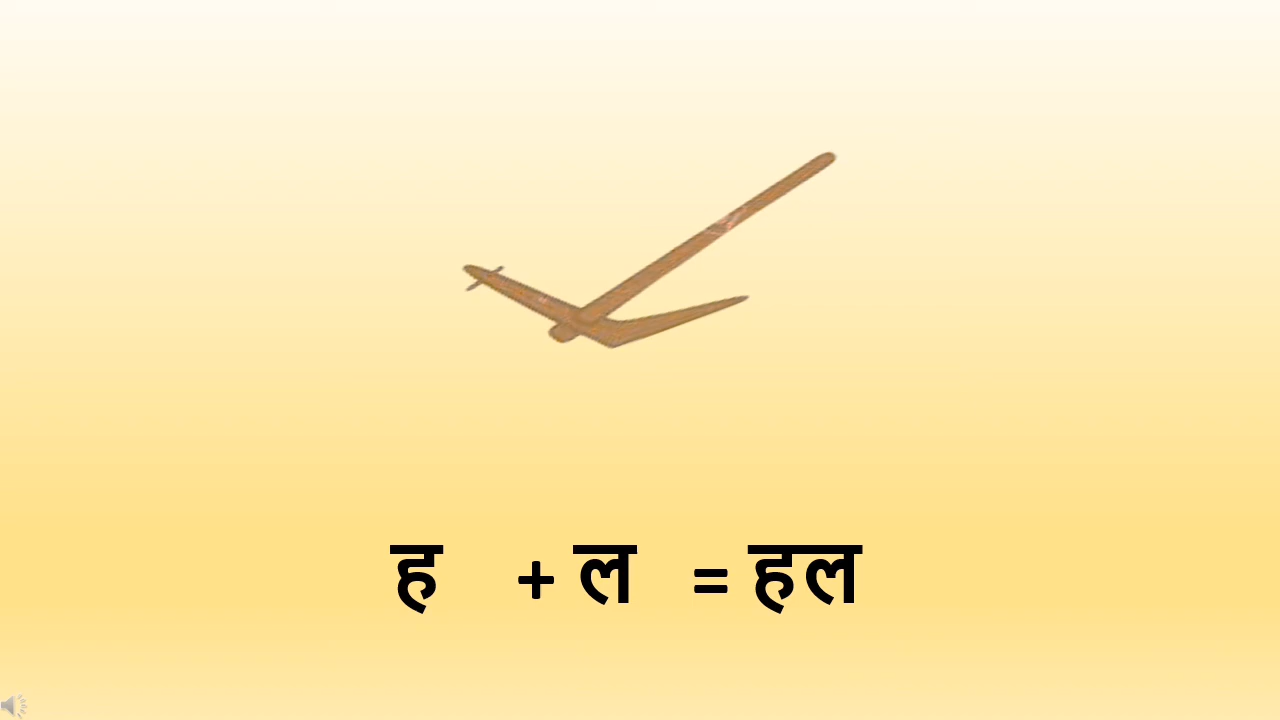 ह + ल = हल